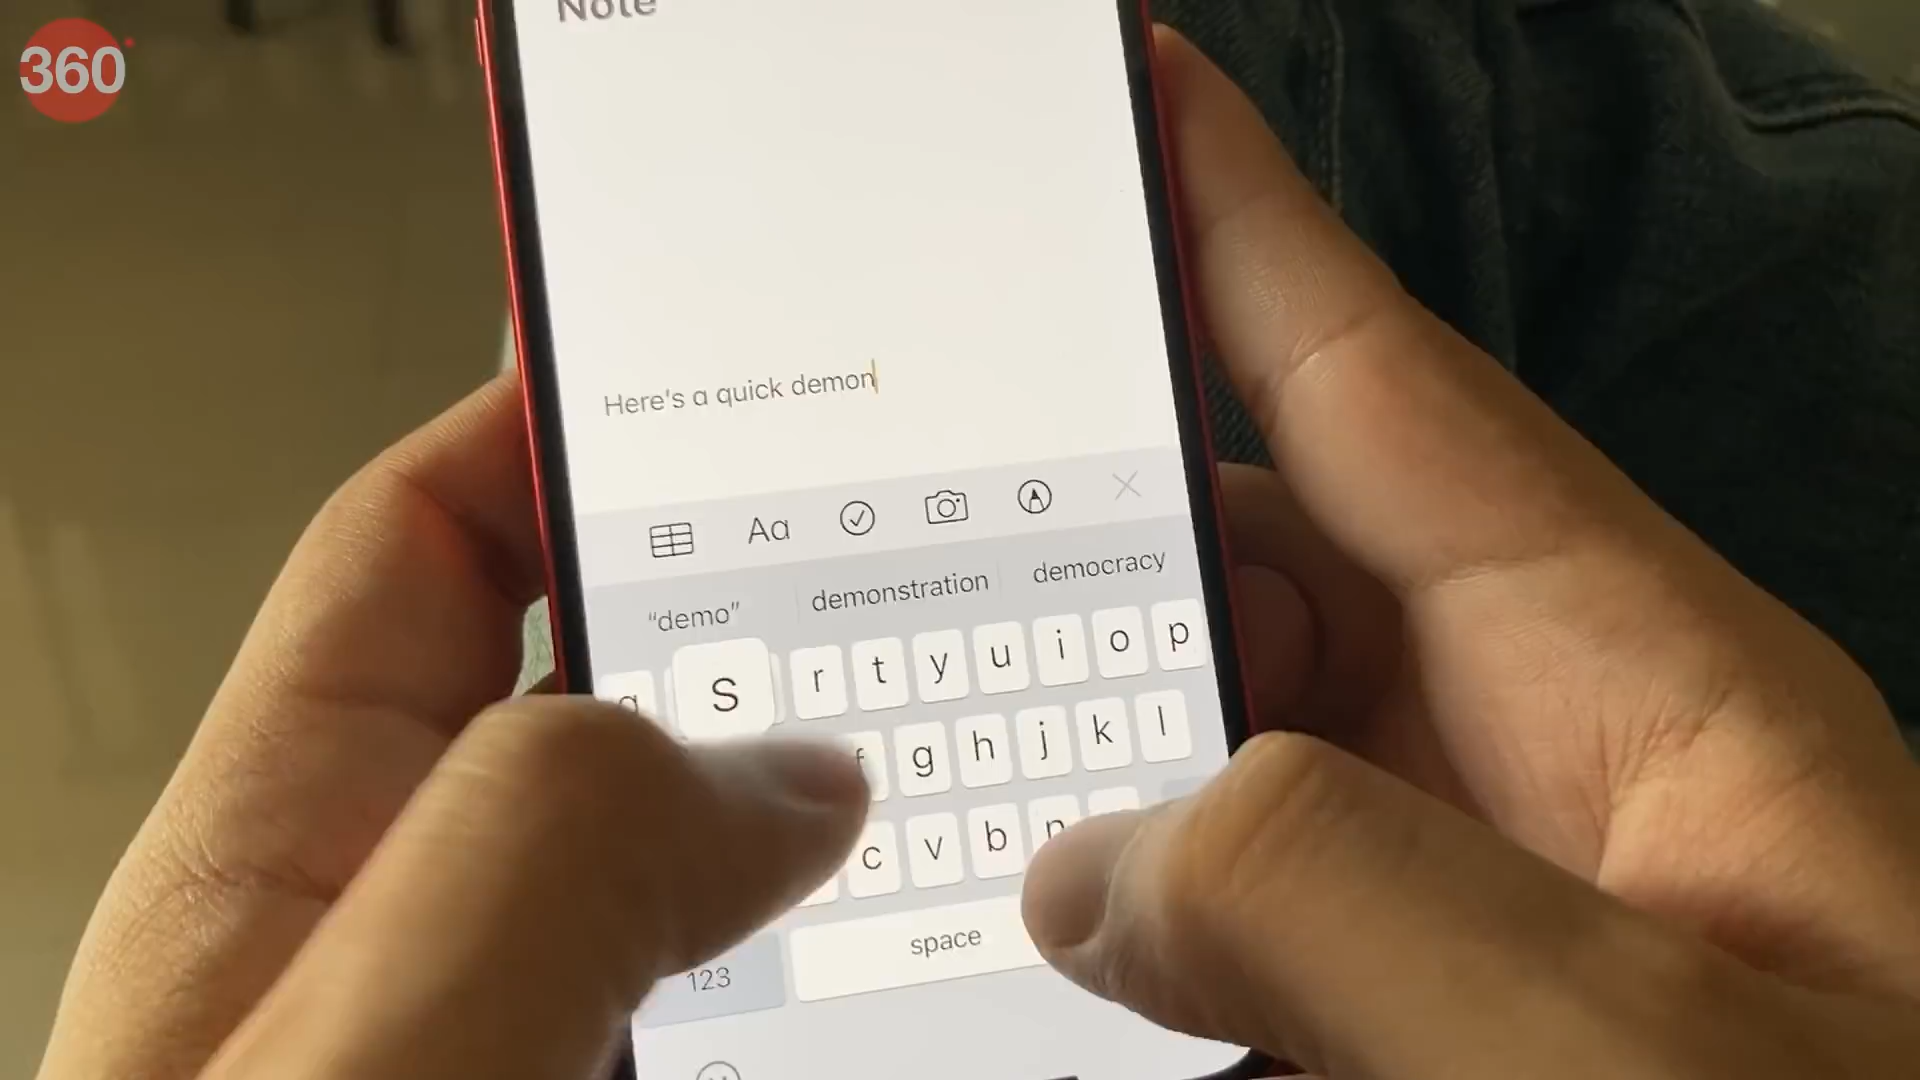 360
Note
Here's a quick demon
Aa
“demo” demonstration democracy
q S r t y u i o p
f g h j k l
c v b n
123 space